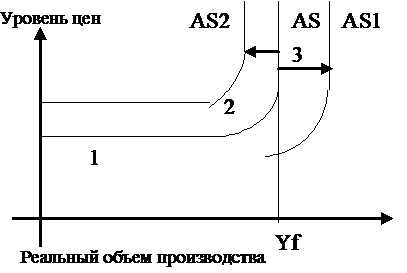 Уровень цен
AS2 AS AS1
3
2
1
Yf
Реальный объем производства